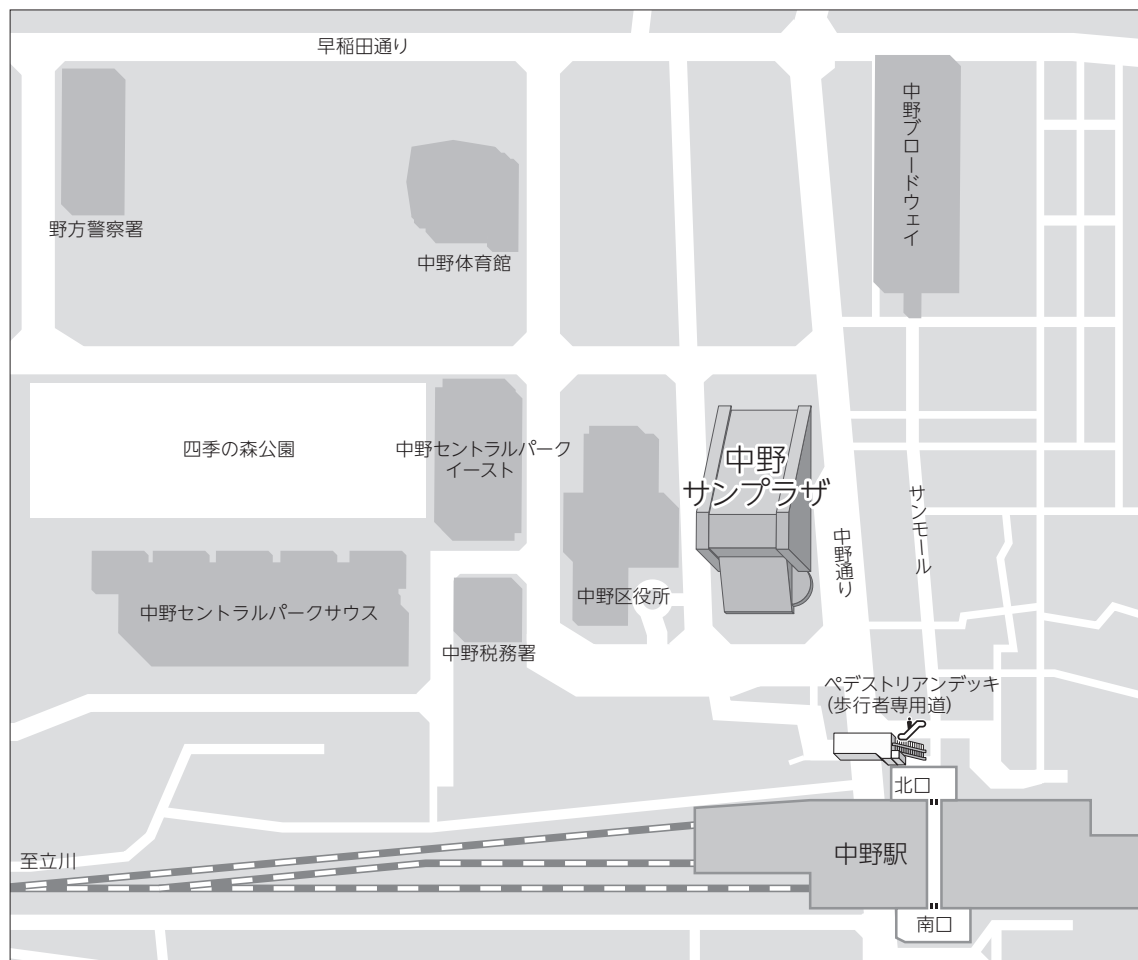 早稲田通り
中野ブロードウェイ
野方警察署
中野体育館
四季の森公園
中野セントラルパーク
イースト
中野
サンプラザ
サンモール
中野通り
中野セントラルパークサウス
中野区役所
中野税務署
ペデストリアンデッキ
(歩行者専用道)
北口
中野駅
至立川
南口